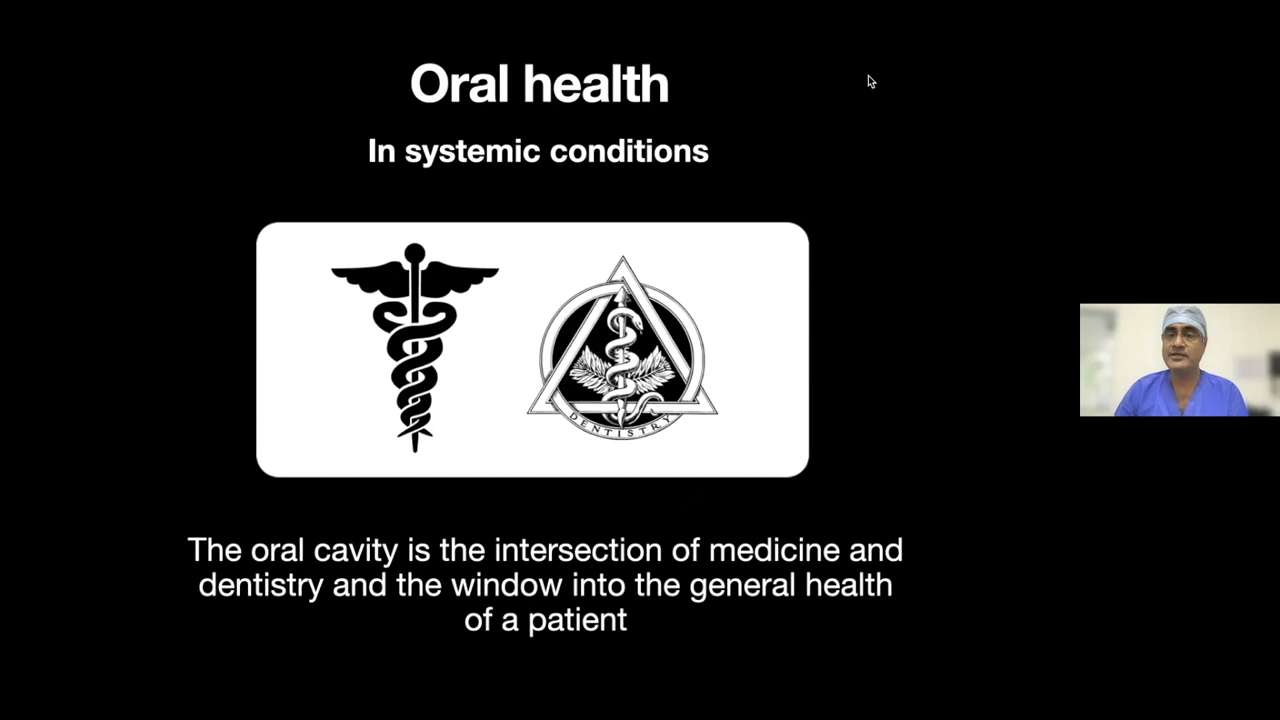 Oral health
In systemic conditions
DENTISTRY
The oral cavity is the intersection of medicine and
dentistry and the window into the general health
of a patient